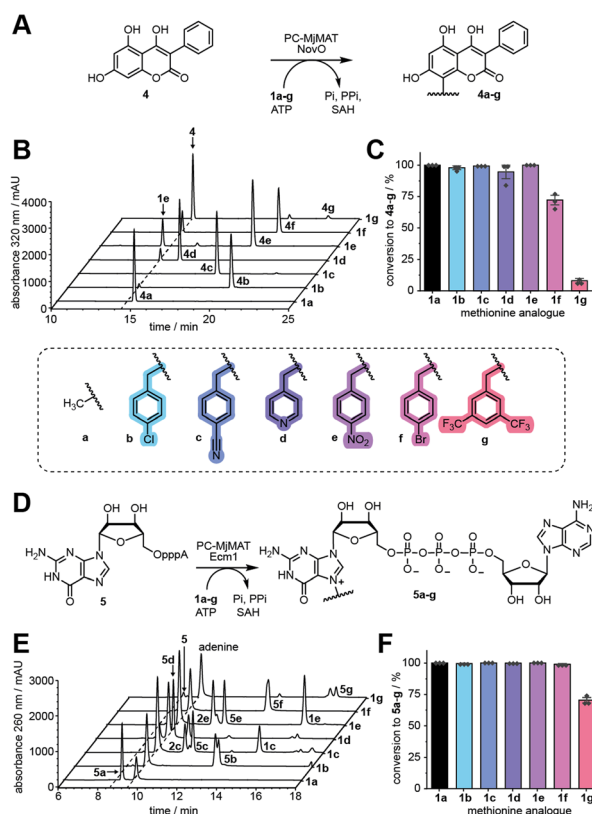 A
OH OH
HO O O
4
PC-MjMAT
NovO
1a-g
ATP
Pi, PPi,
SAH
OH OH
HO O O
4a-g
B
absorbance 320 nm / mAU
4000
3000
2000
1000
0
10 15 20 25
time / min
4
1e
4g
1g
4f
1f
4e
1e
4d
1d
4c
1c
4b
1b
4a
1a
C
conversion to 4a-g / %
100
75
50
25
0
1a 1b 1c 1d 1e 1f 1g
methionine analogue
H3C
a
Cl
b
N
c
N
d
NO2
e
Br
f
F3C CF3
g
D
OH OH
H2N N N O
HN N OpppA
O
5
PC-MjMAT
Ecm1
1a-g
ATP
Pi, PPi
SAH
OH OH
H2N N N O O O O NH2
HN N+ O P O P O P O N N
O O− O− O− O N N
OH OH
5a-g
E
absorbance 260 nm / mAU
3000
2000
1000
0
6 8 10 12 14 16 18
time / min
5
adenine
5d
5g
1g
5f
1f
2e
5e
1e
1e
1d
2c
5c
1c
1c
5b
1b
5a
1a
F
conversion to 5a-g / %
100
75
50
25
0
1a 1b 1c 1d 1e 1f 1g
methionine analogue